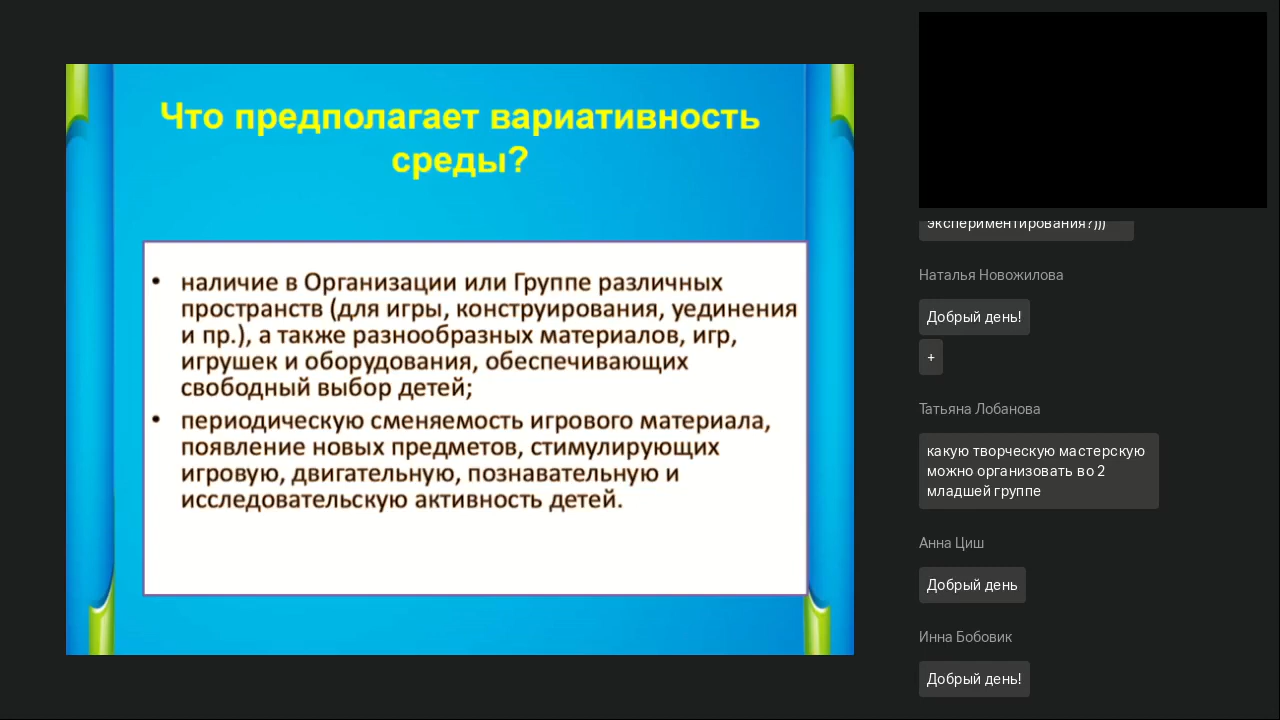 Что предполагает вариативность
среды?
• наличие в Организации или Группе различных
пространств (для игры, конструирования, уединения
и пр.), а также разнообразных материалов, игр,
игрушек и оборудования, обеспечивающих
свободный выбор детей;
• периодическую сменяемость игрового материала,
появление новых предметов, стимулирующих
игровую, двигательную, познавательную и
исследовательскую активность детей.
экспериментирования?)))
Наталья Новожилова
Добрый день!
+
Татьяна Лобанова
какую творческую мастерскую
можно организовать во 2
младшей группе
Анна Циш
Добрый день
Инна Бобовик
Добрый день!